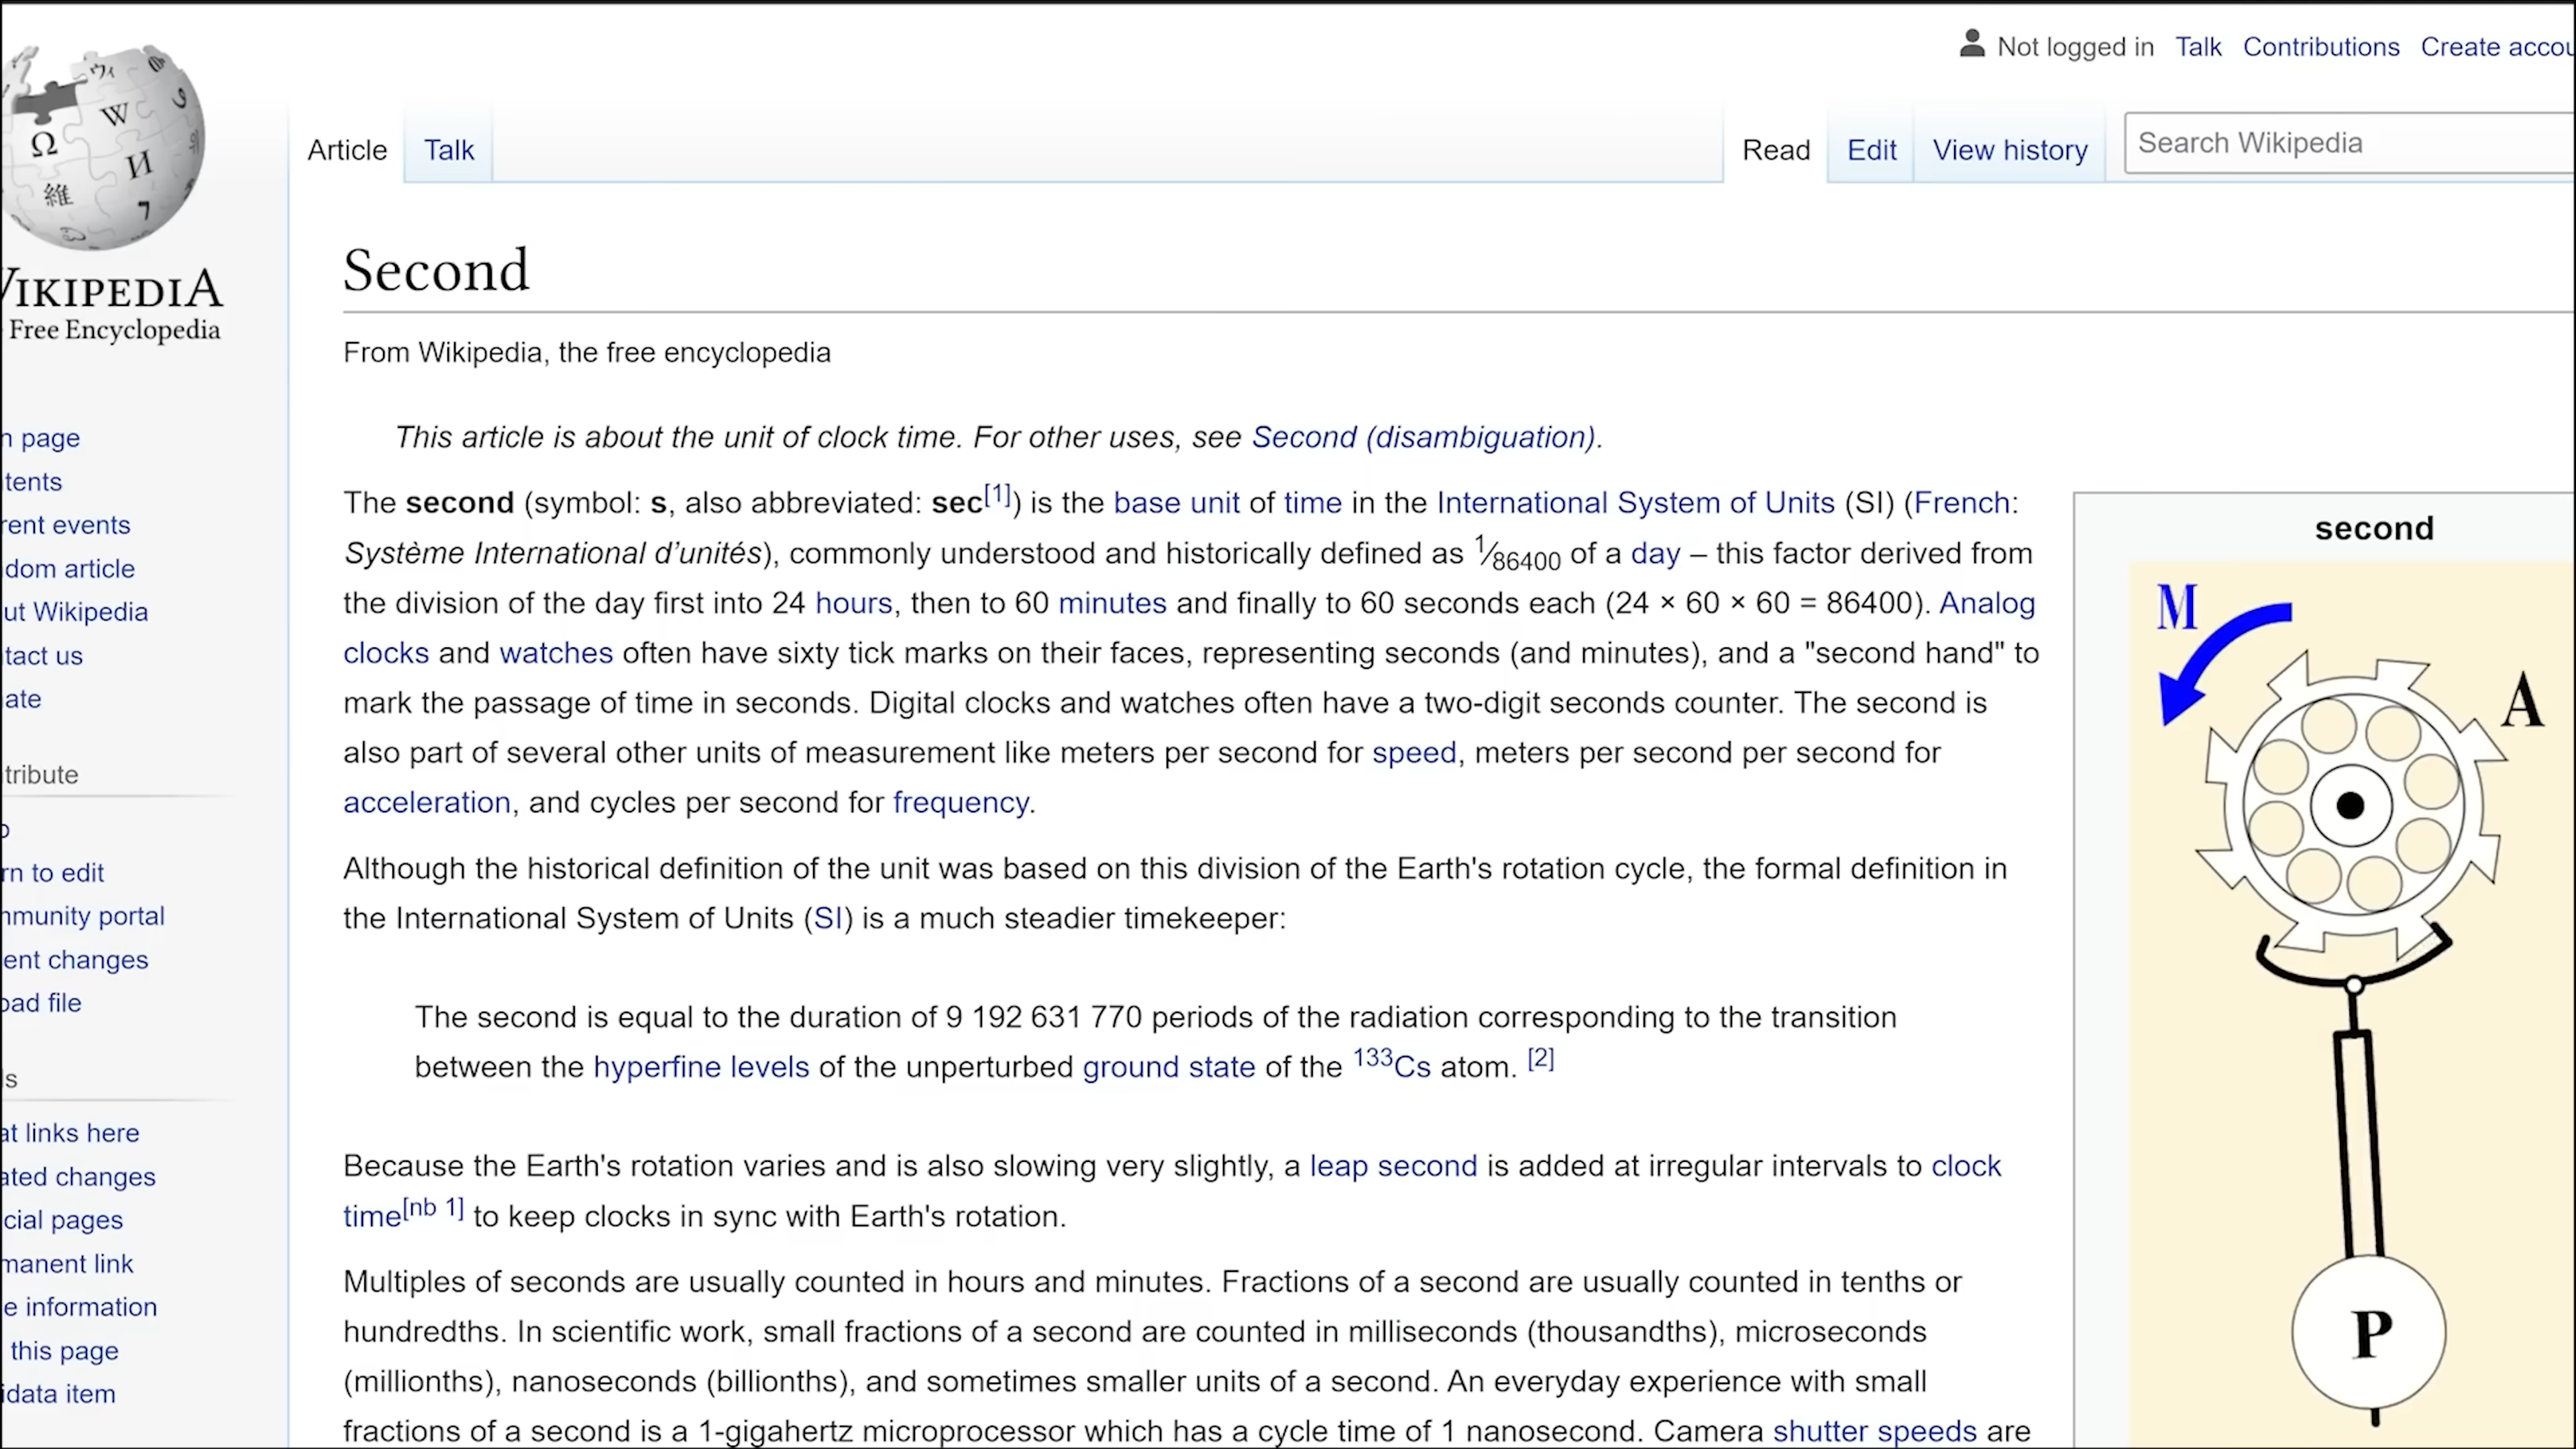 Not logged in Talk Contributions Create accou
Article Talk Read Edit View history Search Wikipedia
Ω W И 維 ウィ ר
WIKIPEDIA
Free Encyclopedia
n page
tents
rent events
dom article
ut Wikipedia
tact us
ate
tribute
rn to edit
mmunity portal
ent changes
oad file
ls
at links here
ated changes
cial pages
manent link
e information
this page
idata item
Second
From Wikipedia, the free encyclopedia
This article is about the unit of clock time. For other uses, see Second (disambiguation).
The second (symbol: s, also abbreviated: sec[1]) is the base unit of time in the International System of Units (SI) (French:
Système International d’unités), commonly understood and historically defined as 1⁄86400 of a day – this factor derived from
the division of the day first into 24 hours, then to 60 minutes and finally to 60 seconds each (24 × 60 × 60 = 86400). Analog
clocks and watches often have sixty tick marks on their faces, representing seconds (and minutes), and a "second hand" to
mark the passage of time in seconds. Digital clocks and watches often have a two-digit seconds counter. The second is
also part of several other units of measurement like meters per second for speed, meters per second per second for
acceleration, and cycles per second for frequency.
Although the historical definition of the unit was based on this division of the Earth's rotation cycle, the formal definition in
the International System of Units (SI) is a much steadier timekeeper:
The second is equal to the duration of 9 192 631 770 periods of the radiation corresponding to the transition
between the hyperfine levels of the unperturbed ground state of the 133Cs atom. [2]
Because the Earth's rotation varies and is also slowing very slightly, a leap second is added at irregular intervals to clock
time[nb 1] to keep clocks in sync with Earth's rotation.
Multiples of seconds are usually counted in hours and minutes. Fractions of a second are usually counted in tenths or
hundredths. In scientific work, small fractions of a second are counted in milliseconds (thousandths), microseconds
(millionths), nanoseconds (billionths), and sometimes smaller units of a second. An everyday experience with small
fractions of a second is a 1-gigahertz microprocessor which has a cycle time of 1 nanosecond. Camera shutter speeds are
second
M
A
P